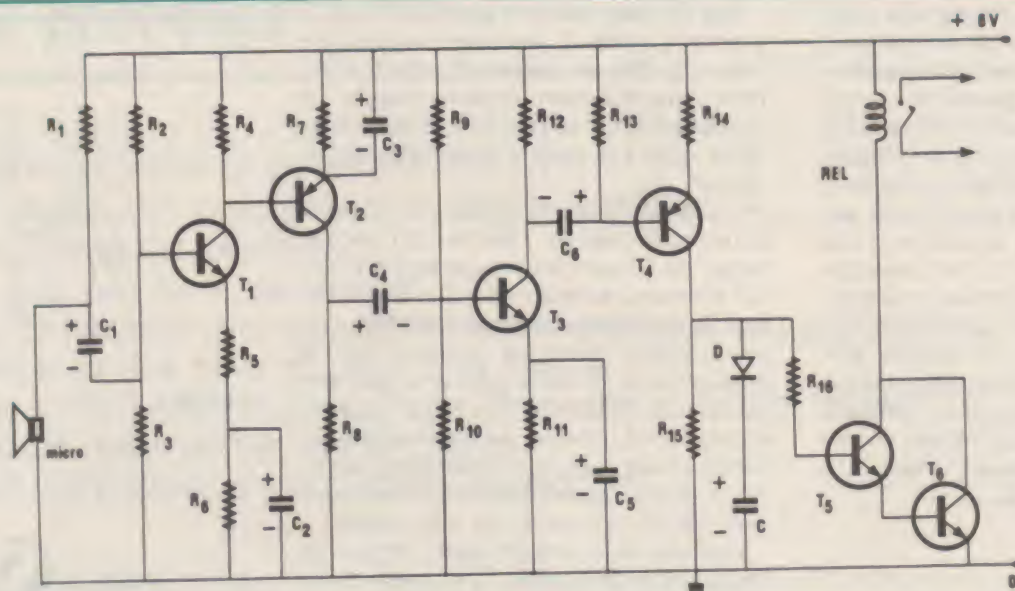 +
R1
R2
R4
R7
+
C3
-
R9
R12
R13
R14
REL
T2
- +
C6
T4
T1
C4
+ -
T3
+
C1
-
R5
D
R16
micro
R3
R8
R10
R11
R15
R6
+
C2
-
+
C5
-
+
C
-
T5
T6
0